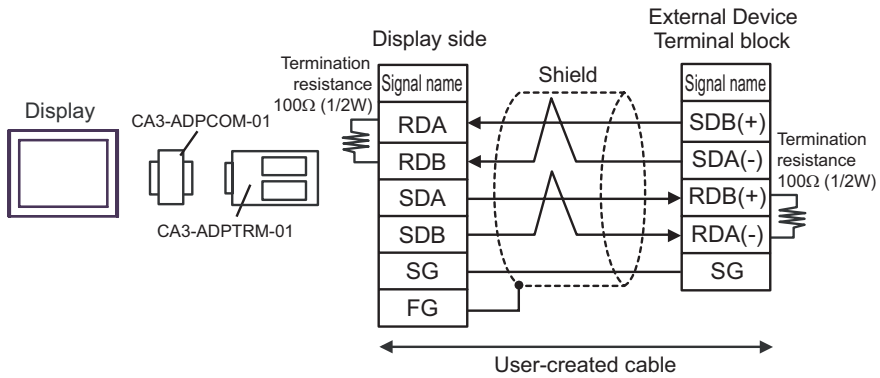 Display
CA3-ADPCOM-01
CA3-ADPTRM-01
Termination
resistance
100Ω (1/2W)
Display side
Signal name
RDA
RDB
SDA
SDB
SG
FG
Shield
External Device
Terminal block
Signal name
SDB(+)
SDA(-)
RDB(+)
RDA(-)
SG
Termination
resistance
100Ω (1/2W)
User-created cable